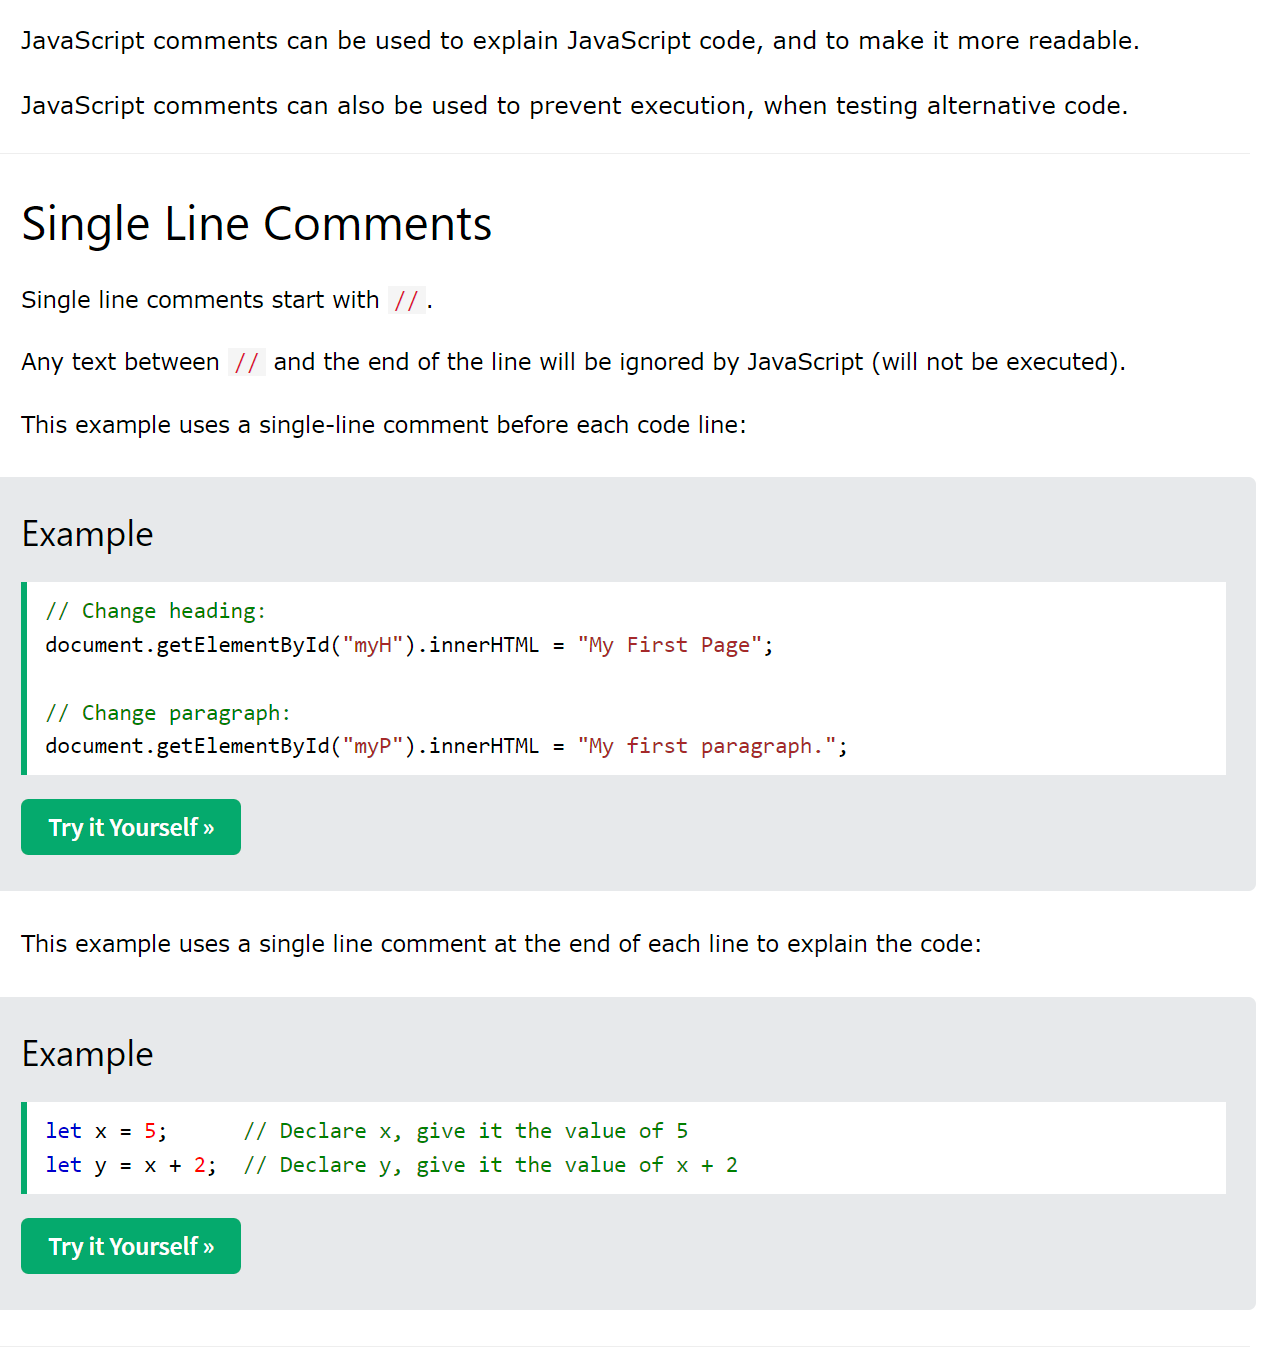 JavaScript comments can be used to explain JavaScript code, and to make it more readable.
JavaScript comments can also be used to prevent execution, when testing alternative code.
Single Line Comments
Single line comments start with //.
Any text between // and the end of the line will be ignored by JavaScript (will not be executed).
This example uses a single-line comment before each code line:
Example
// Change heading:
document.getElementById("myH").innerHTML = "My First Page";
// Change paragraph:
document.getElementById("myP").innerHTML = "My first paragraph.";
Try it Yourself »
This example uses a single line comment at the end of each line to explain the code:
Example
let x = 5;      // Declare x, give it the value of 5
let y = x + 2;  // Declare y, give it the value of x + 2
Try it Yourself »